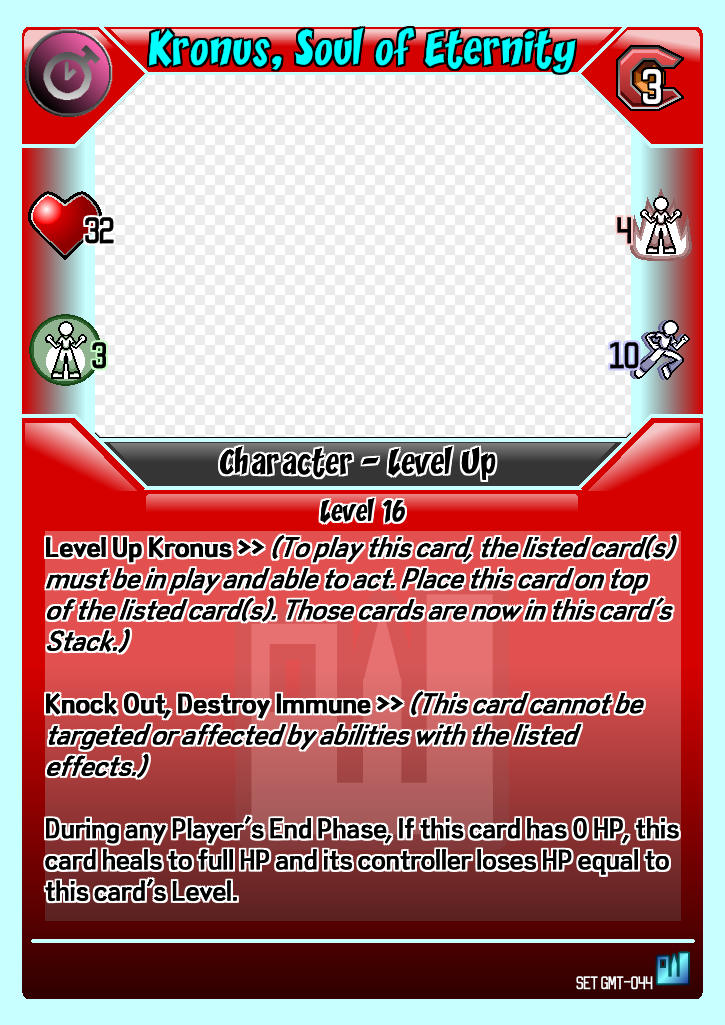 Kronus, Soul of Eternity
3
32
4
3
10
Character - Level Up
Level 16
Level Up Kronus >> (To play this card, the listed card(s)
must be in play and able to act. Place this card on top
of the listed card(s). Those cards are now in this card's
Stack.)
Knock Out, Destroy Immune >> (This card cannot be
targeted or affected by abilities with the listed
effects.)
During any Player's End Phase, If this card has 0 HP, this
card heals to full HP and its controller loses HP equal to
this card's Level.
SET GMT-044